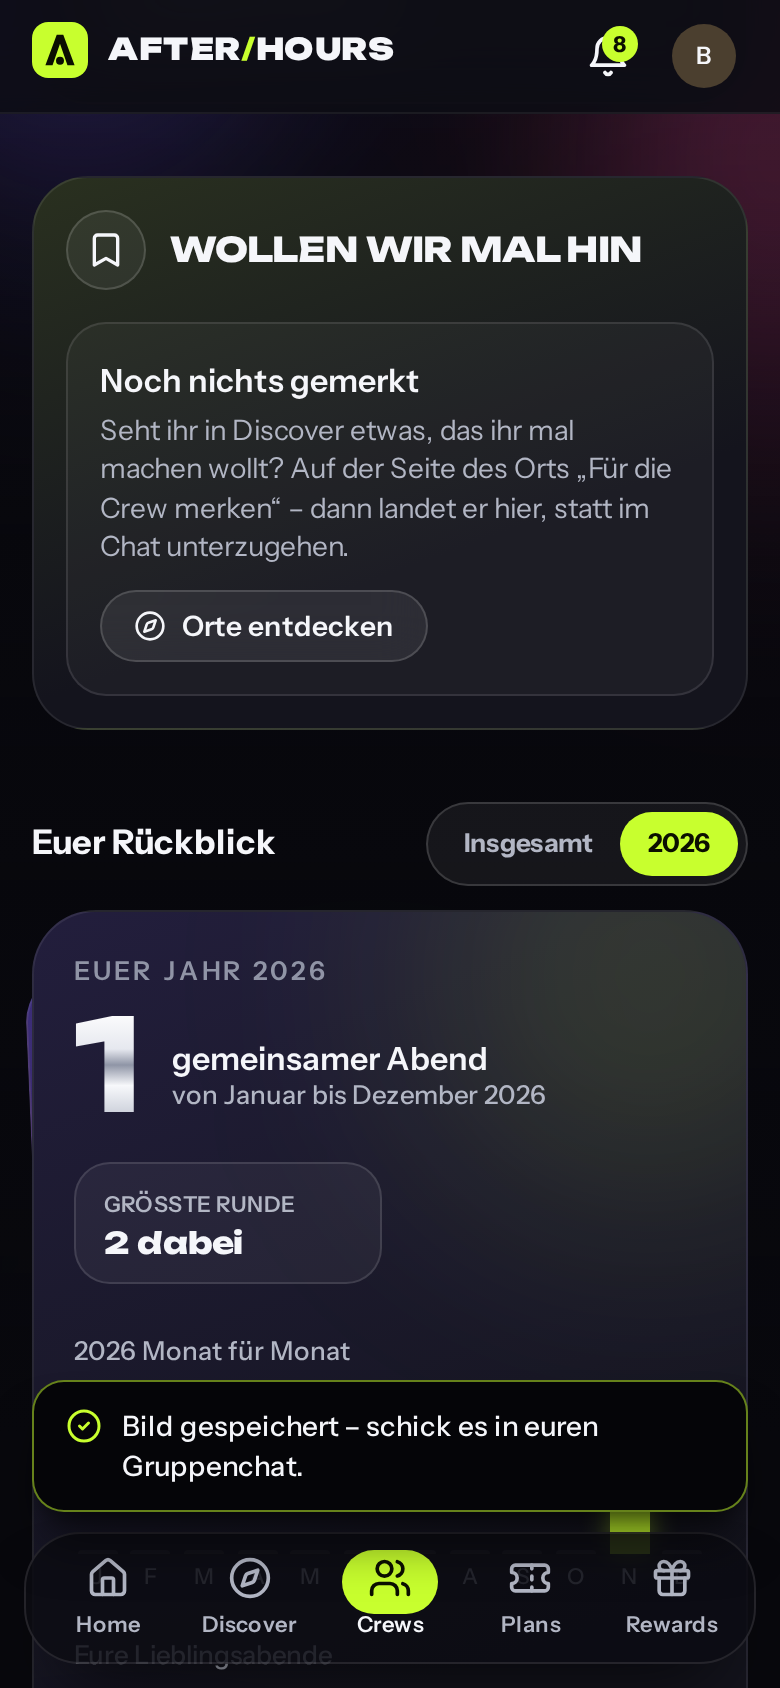 AFTER/HOURS
8
B
WOLLEN WIR MAL HIN
Noch nichts gemerkt
Seht ihr in Discover etwas, das ihr mal
machen wollt? Auf der Seite des Orts „Für die
Crew merken“ – dann landet er hier, statt im
Chat unterzugehen.
Orte entdecken
Euer Rückblick
Insgesamt
2026
EUER JAHR 2026
1
gemeinsamer Abend
von Januar bis Dezember 2026
GRÖSSTE RUNDE
2 dabei
2026 Monat für Monat
Bild gespeichert – schick es in euren
Gruppenchat.
F M M A S O N
Home
Discover
Crews
Plans
Rewards
Eure Lieblingsabende